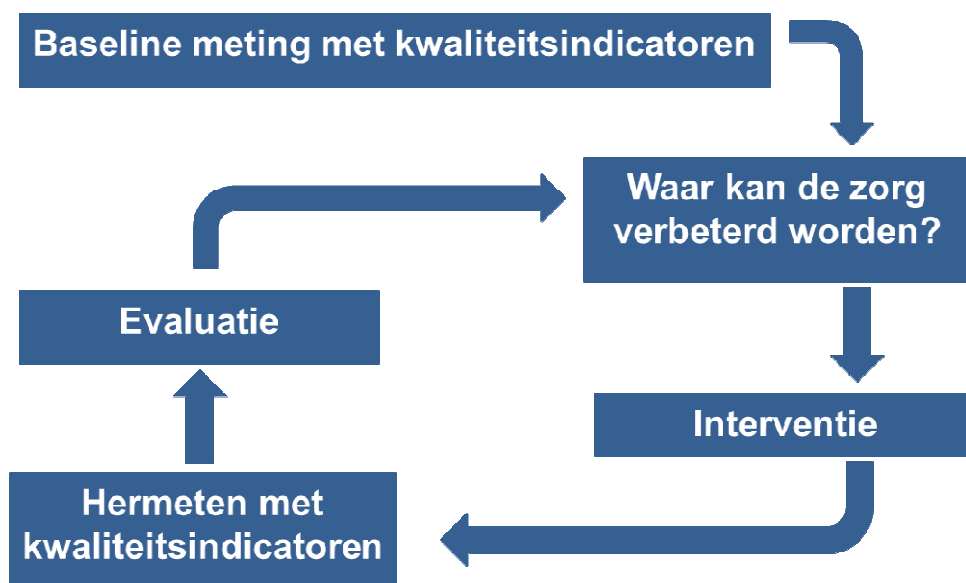 Baseline meting met kwaliteitsindicatoren
Waar kan de zorg
verbeterd worden?
Interventie
Hermeten met
kwaliteitsindicatoren
Evaluatie